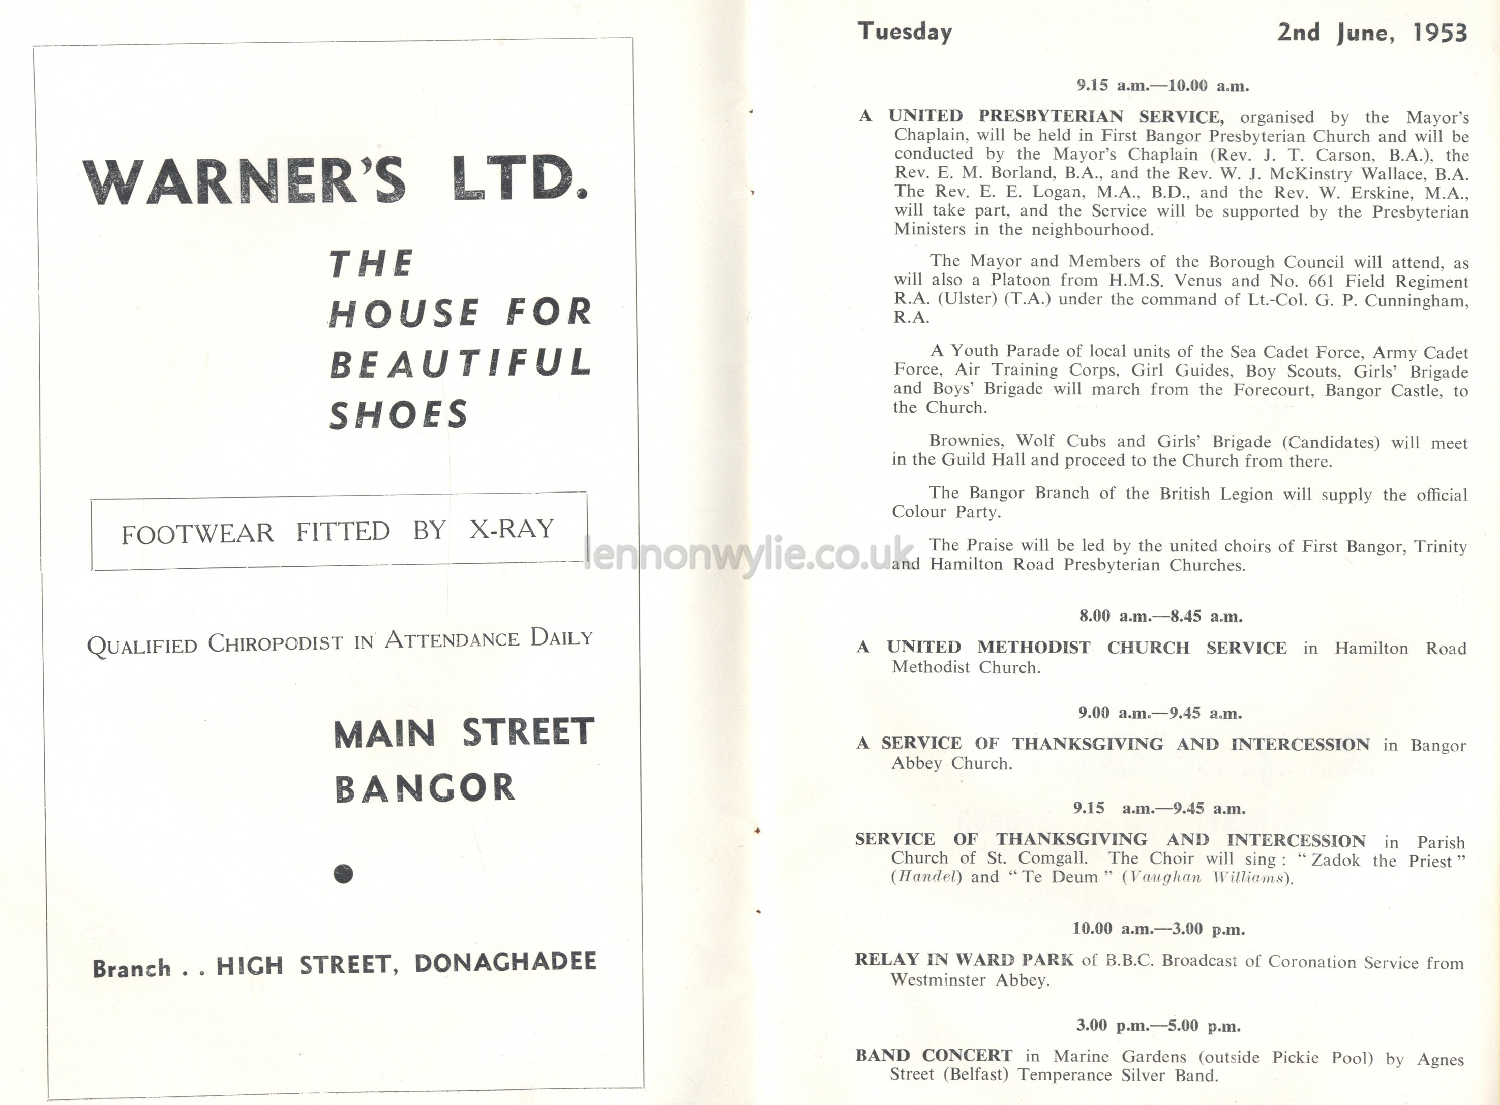 WARNER'S LTD.
THE
HOUSE FOR
BEAUTIFUL
SHOES
FOOTWEAR FITTED BY X-RAY
QUALIFIED CHIROPODIST IN ATTENDANCE DAILY
MAIN STREET
BANGOR
Branch . . HIGH STREET, DONAGHADEE
lennonwylie.co.uk
Tuesday 2nd June, 1953
9.15 a.m.—10.00 a.m.
A UNITED PRESBYTERIAN SERVICE, organised by the Mayor's
Chaplain, will be held in First Bangor Presbyterian Church and will be
conducted by the Mayor's Chaplain (Rev. J. T. Carson, B.A.), the
Rev. E. M. Borland, B.A., and the Rev. W. J. McKinstry Wallace, B.A.
The Rev. E. E. Logan, M.A., B.D., and the Rev. W. Erskine, M.A.,
will take part, and the Service will be supported by the Presbyterian
Ministers in the neighbourhood.
The Mayor and Members of the Borough Council will attend, as
will also a Platoon from H.M.S. Venus and No. 661 Field Regiment
R.A. (Ulster) (T.A.) under the command of Lt.-Col. G. P. Cunningham,
R.A.
A Youth Parade of local units of the Sea Cadet Force, Army Cadet
Force, Air Training Corps, Girl Guides, Boy Scouts, Girls' Brigade
and Boys' Brigade will march from the Forecourt, Bangor Castle, to
the Church.
Brownies, Wolf Cubs and Girls' Brigade (Candidates) will meet
in the Guild Hall and proceed to the Church from there.
The Bangor Branch of the British Legion will supply the official
Colour Party.
The Praise will be led by the united choirs of First Bangor, Trinity
and Hamilton Road Presbyterian Churches.
8.00 a.m.—8.45 a.m.
A UNITED METHODIST CHURCH SERVICE in Hamilton Road
Methodist Church.
9.00 a.m.—9.45 a.m.
A SERVICE OF THANKSGIVING AND INTERCESSION in Bangor
Abbey Church.
9.15 a.m.—9.45 a.m.
SERVICE OF THANKSGIVING AND INTERCESSION in Parish
Church of St. Comgall. The Choir will sing : " Zadok the Priest "
(Handel) and " Te Deum " (Vaughan Williams).
10.00 a.m.—3.00 p.m.
RELAY IN WARD PARK of B.B.C. Broadcast of Coronation Service from
Westminster Abbey.
3.00 p.m.—5.00 p.m.
BAND CONCERT in Marine Gardens (outside Pickie Pool) by Agnes
Street (Belfast) Temperance Silver Band.